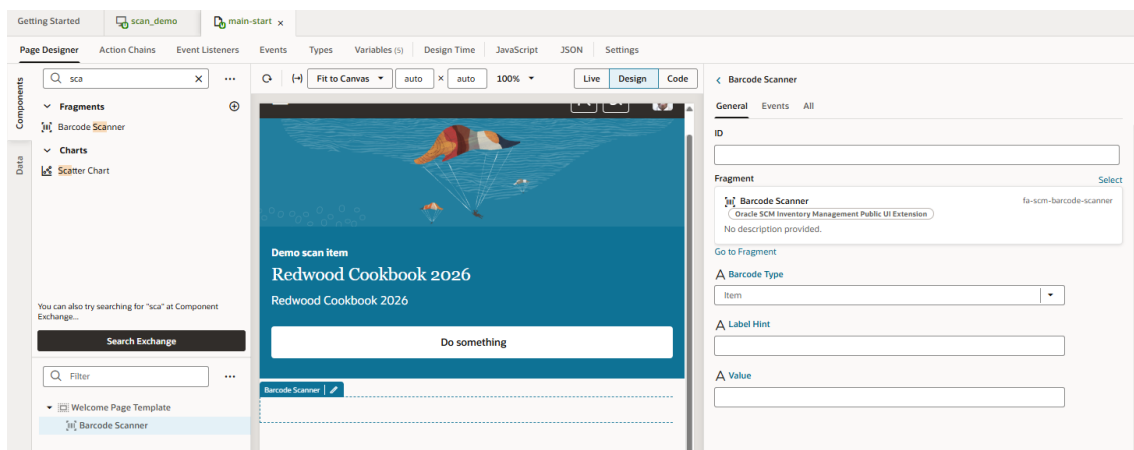 Getting Started
scan_demo
main-start
Page Designer Action Chains Event Listeners Events Types Variables (5) Design Time JavaScript JSON Settings
Components
Data
sca
Fragments
Barcode Scanner
Charts
Scatter Chart
You can also try searching for "sca" at Component
Exchange...
Search Exchange
Filter
Welcome Page Template
Barcode Scanner
Fit to Canvas auto × auto 100% Live Design Code
Demo scan item
Redwood Cookbook 2026
Redwood Cookbook 2026
Do something
Barcode Scanner
Barcode Scanner
General Events All
ID
Fragment Select
Barcode Scanner fa-scm-barcode-scanner
Oracle SCM Inventory Management Public UI Extension
No description provided.
Go to Fragment
Barcode Type
Item
Label Hint
Value